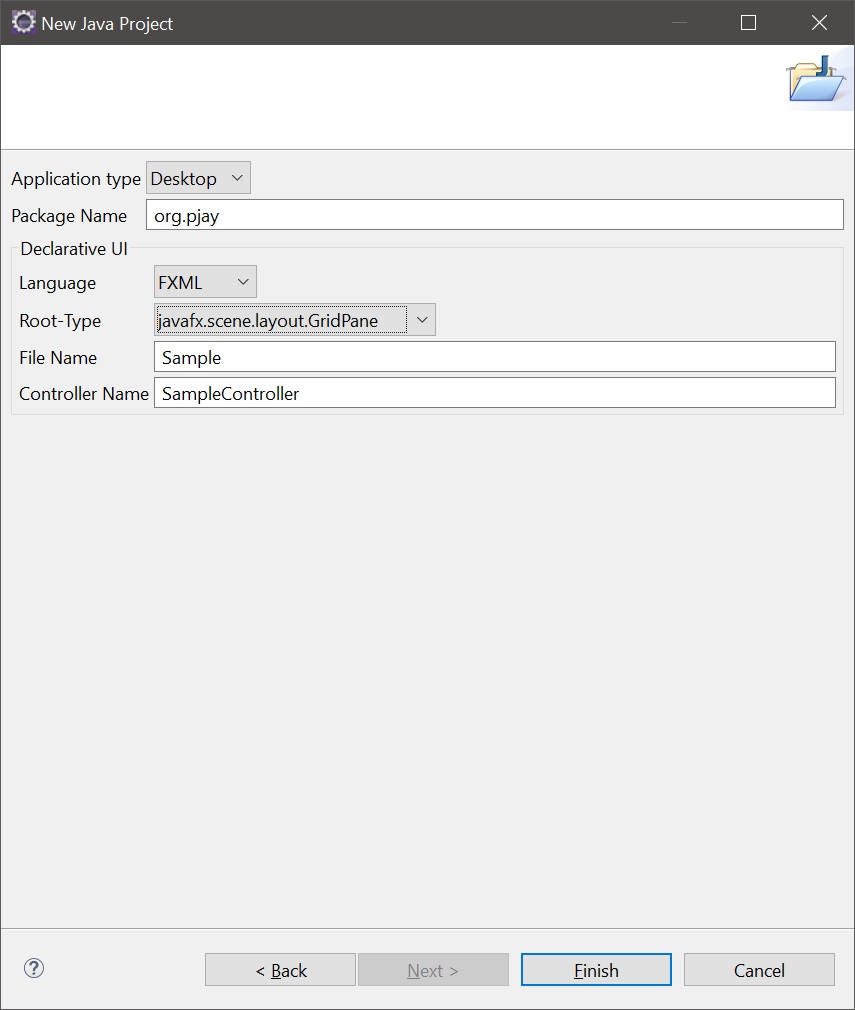 New Java Project
Application type Desktop
Package Name org.pjay
Declarative UI
Language FXML
Root-Type javafx.scene.layout.GridPane
File Name Sample
Controller Name SampleController
? < Back Next > Finish Cancel